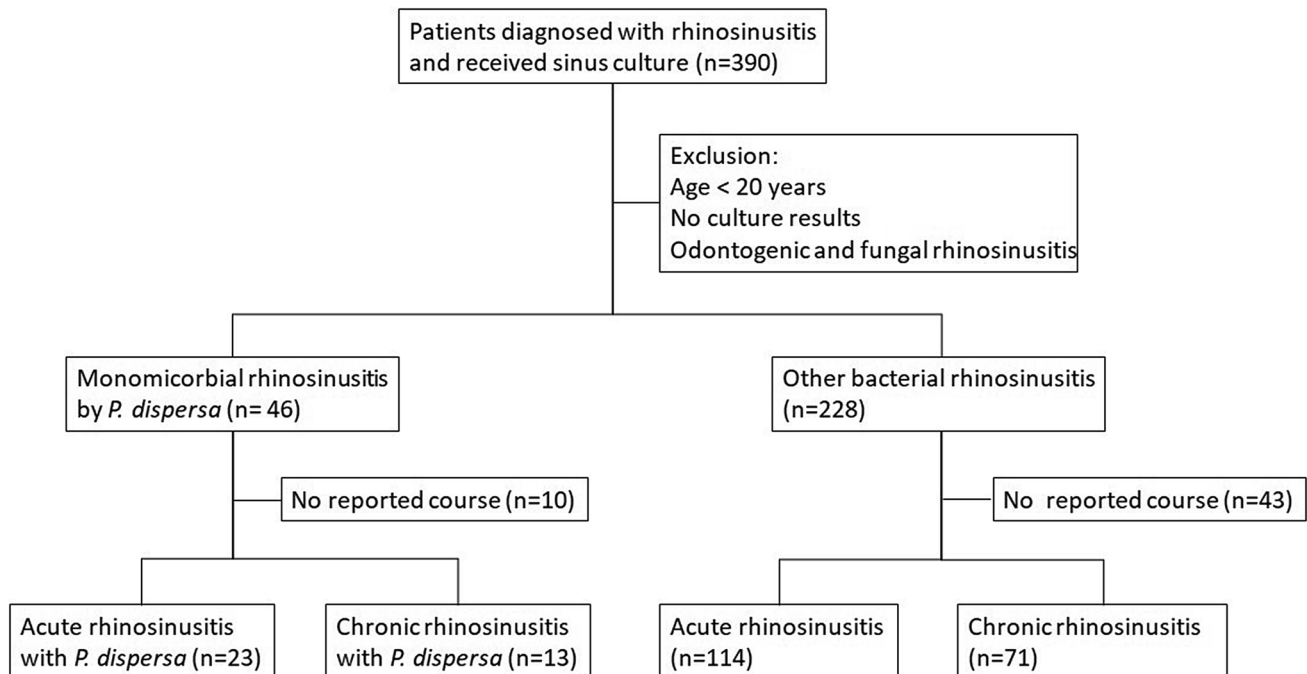 Patients diagnosed with rhinosinusitis
and received sinus culture (n=390)
Exclusion:
Age < 20 years
No culture results
Odontogenic and fungal rhinosinusitis
Monomicorbial rhinosinusitis
by P. dispersa (n= 46)
Other bacterial rhinosinusitis
(n=228)
No reported course (n=10)
No reported course (n=43)
Acute rhinosinusitis
with P. dispersa (n=23)
Chronic rhinosinusitis
with P. dispersa (n=13)
Acute rhinosinusitis
(n=114)
Chronic rhinosinusitis
(n=71)